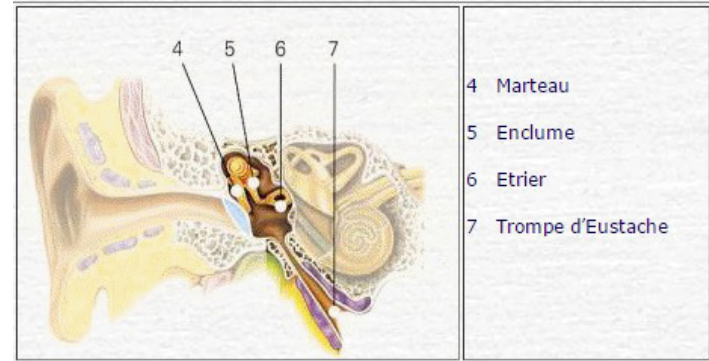 4 5 6 7
4 Marteau
5 Enclume
6 Etrier
7 Trompe d'Eustache